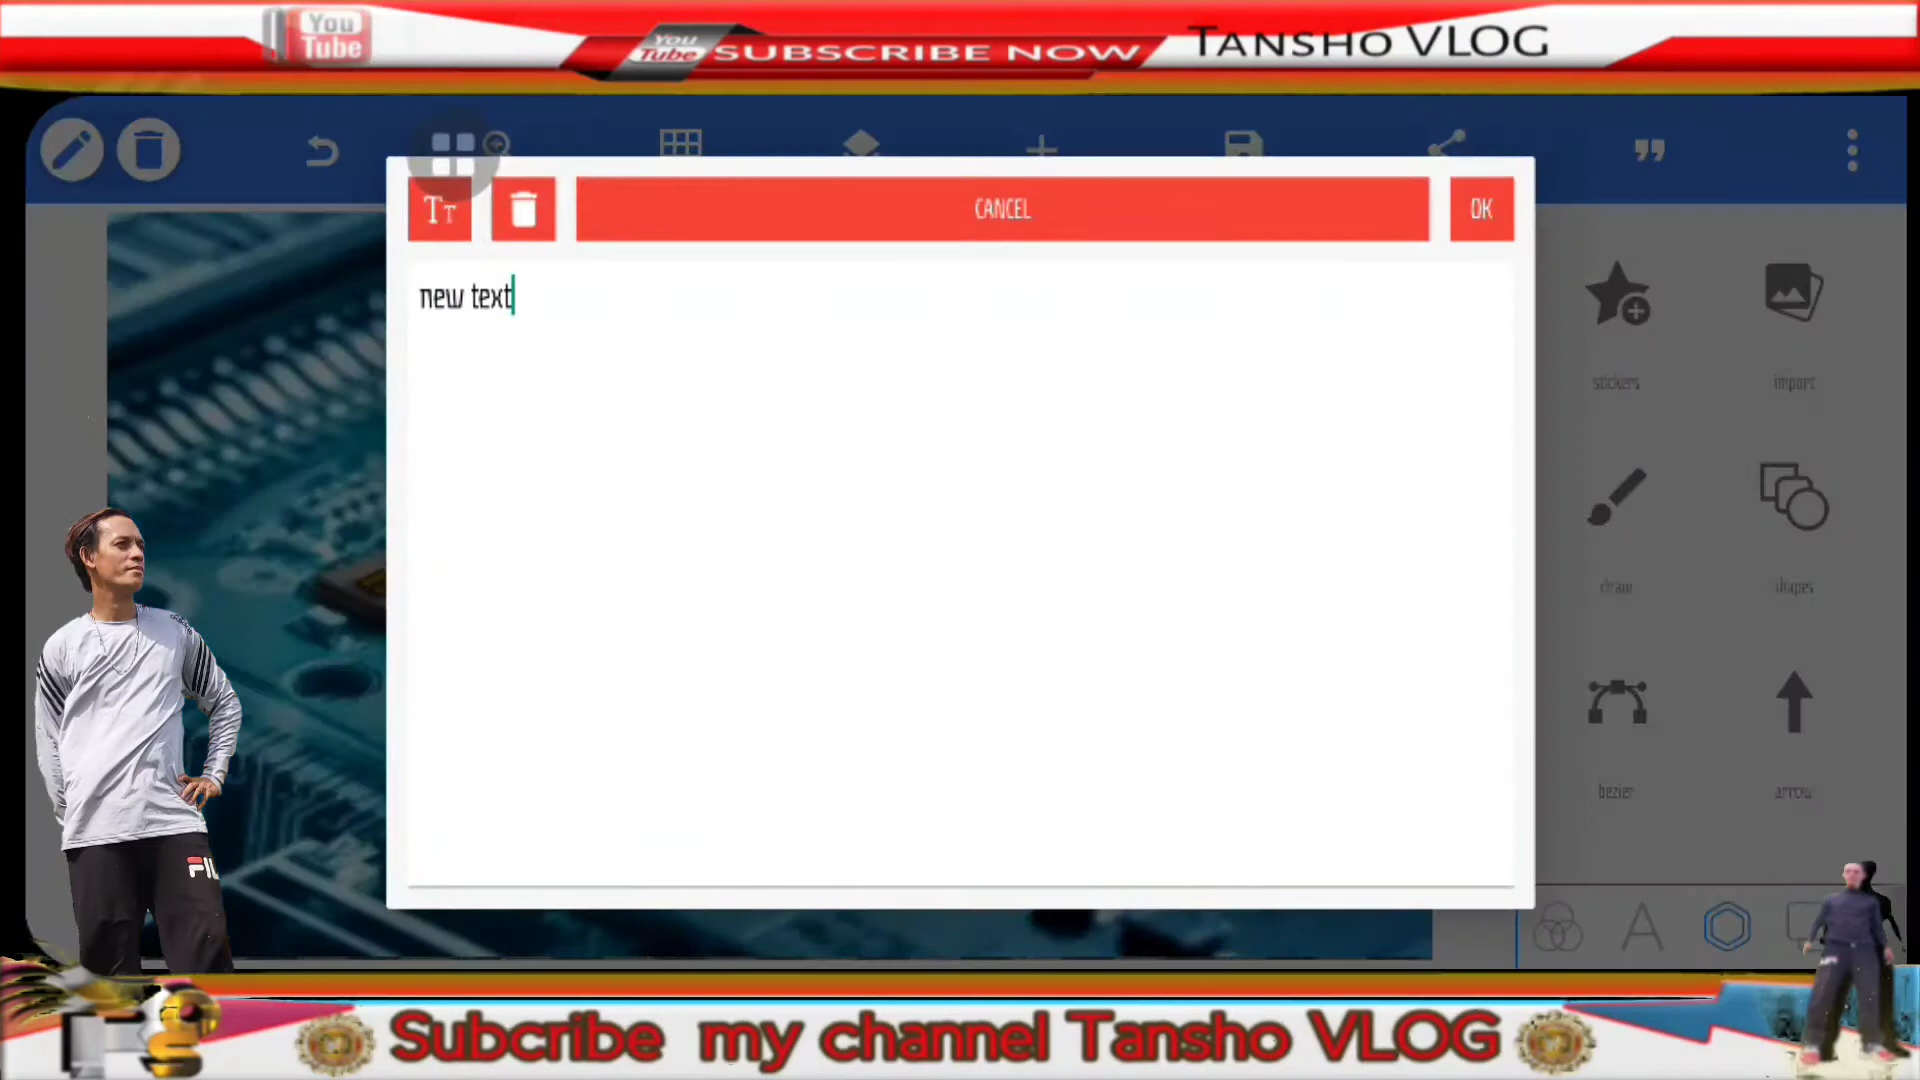 You
Tube
You
Tube SUBSCRIBE NOW
TANSHO VLOG
TT
CANCEL
OK
new text
stickers
import
draw
shapes
bezier
arrow
A
FIL
Subcribe my channel Tansho VLOG